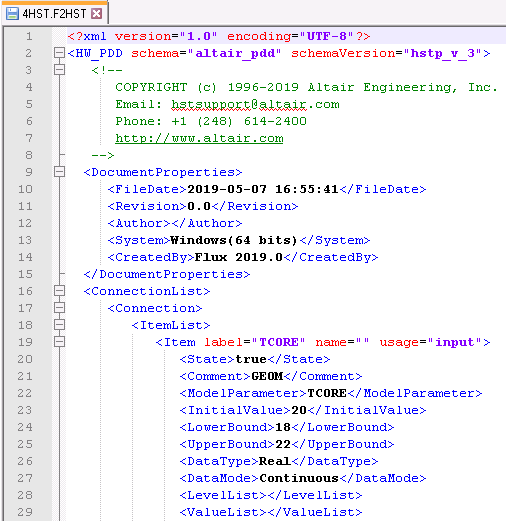 4HST.F2HST
1 <?xml version="1.0" encoding="UTF-8"?>
2 <HW_PDD schema="altair_pdd" schemaVersion="hstp_v_3">
3 <!--
4 COPYRIGHT (c) 1996-2019 Altair Engineering, Inc.
5 Email: hstsupport@altair.com
6 Phone: +1 (248) 614-2400
7 http://www.altair.com
8 -->
9 <DocumentProperties>
10 <FileDate>2019-05-07 16:55:41</FileDate>
11 <Revision>0.0</Revision>
12 <Author></Author>
13 <System>Windows(64 bits)</System>
14 <CreatedBy>Flux 2019.0</CreatedBy>
15 </DocumentProperties>
16 <ConnectionList>
17 <Connection>
18 <ItemList>
19 <Item label="TCORE" name="" usage="input">
20 <State>true</State>
21 <Comment>GEOM</Comment>
22 <ModelParameter>TCORE</ModelParameter>
23 <InitialValue>20</InitialValue>
24 <LowerBound>18</LowerBound>
25 <UpperBound>22</UpperBound>
26 <DataType>Real</DataType>
27 <DataMode>Continuous</DataMode>
28 <LevelList></LevelList>
29 <ValueList></ValueList>